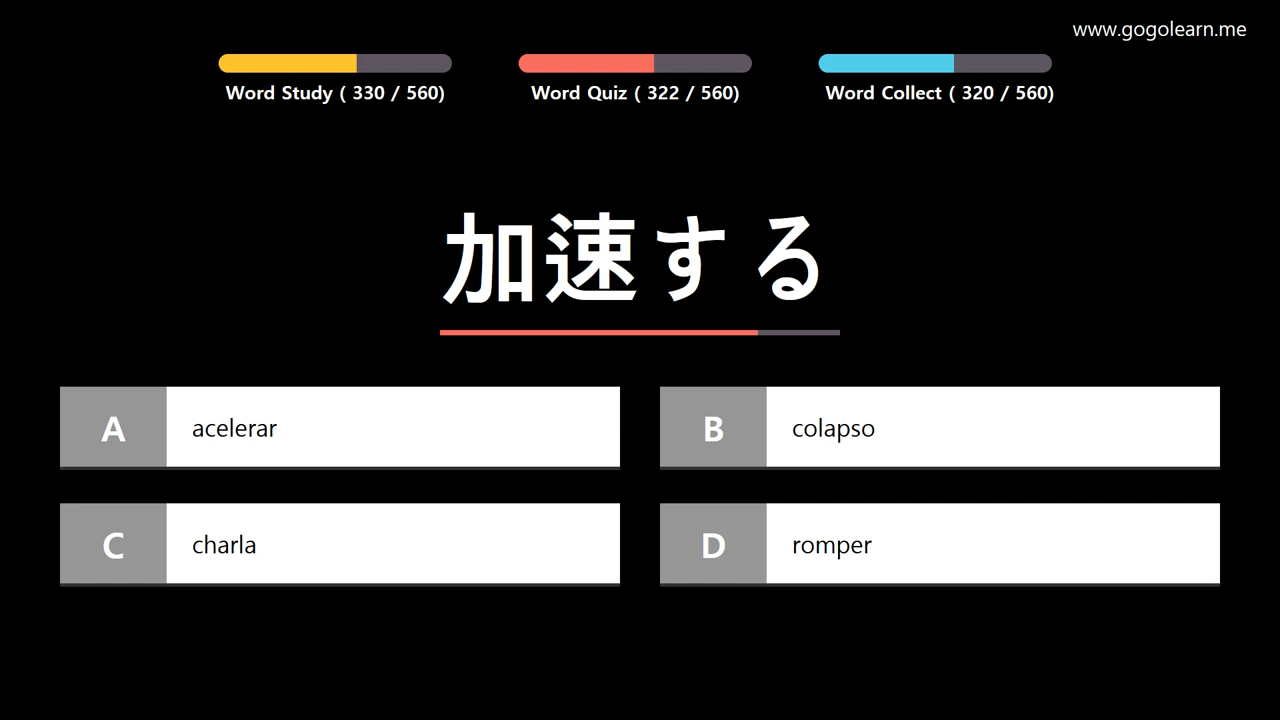 www.gogolearn.me
Word Study ( 330 / 560)
Word Quiz ( 322 / 560)
Word Collect ( 320 / 560)
加速する
A acelerar
B colapso
C charla
D romper